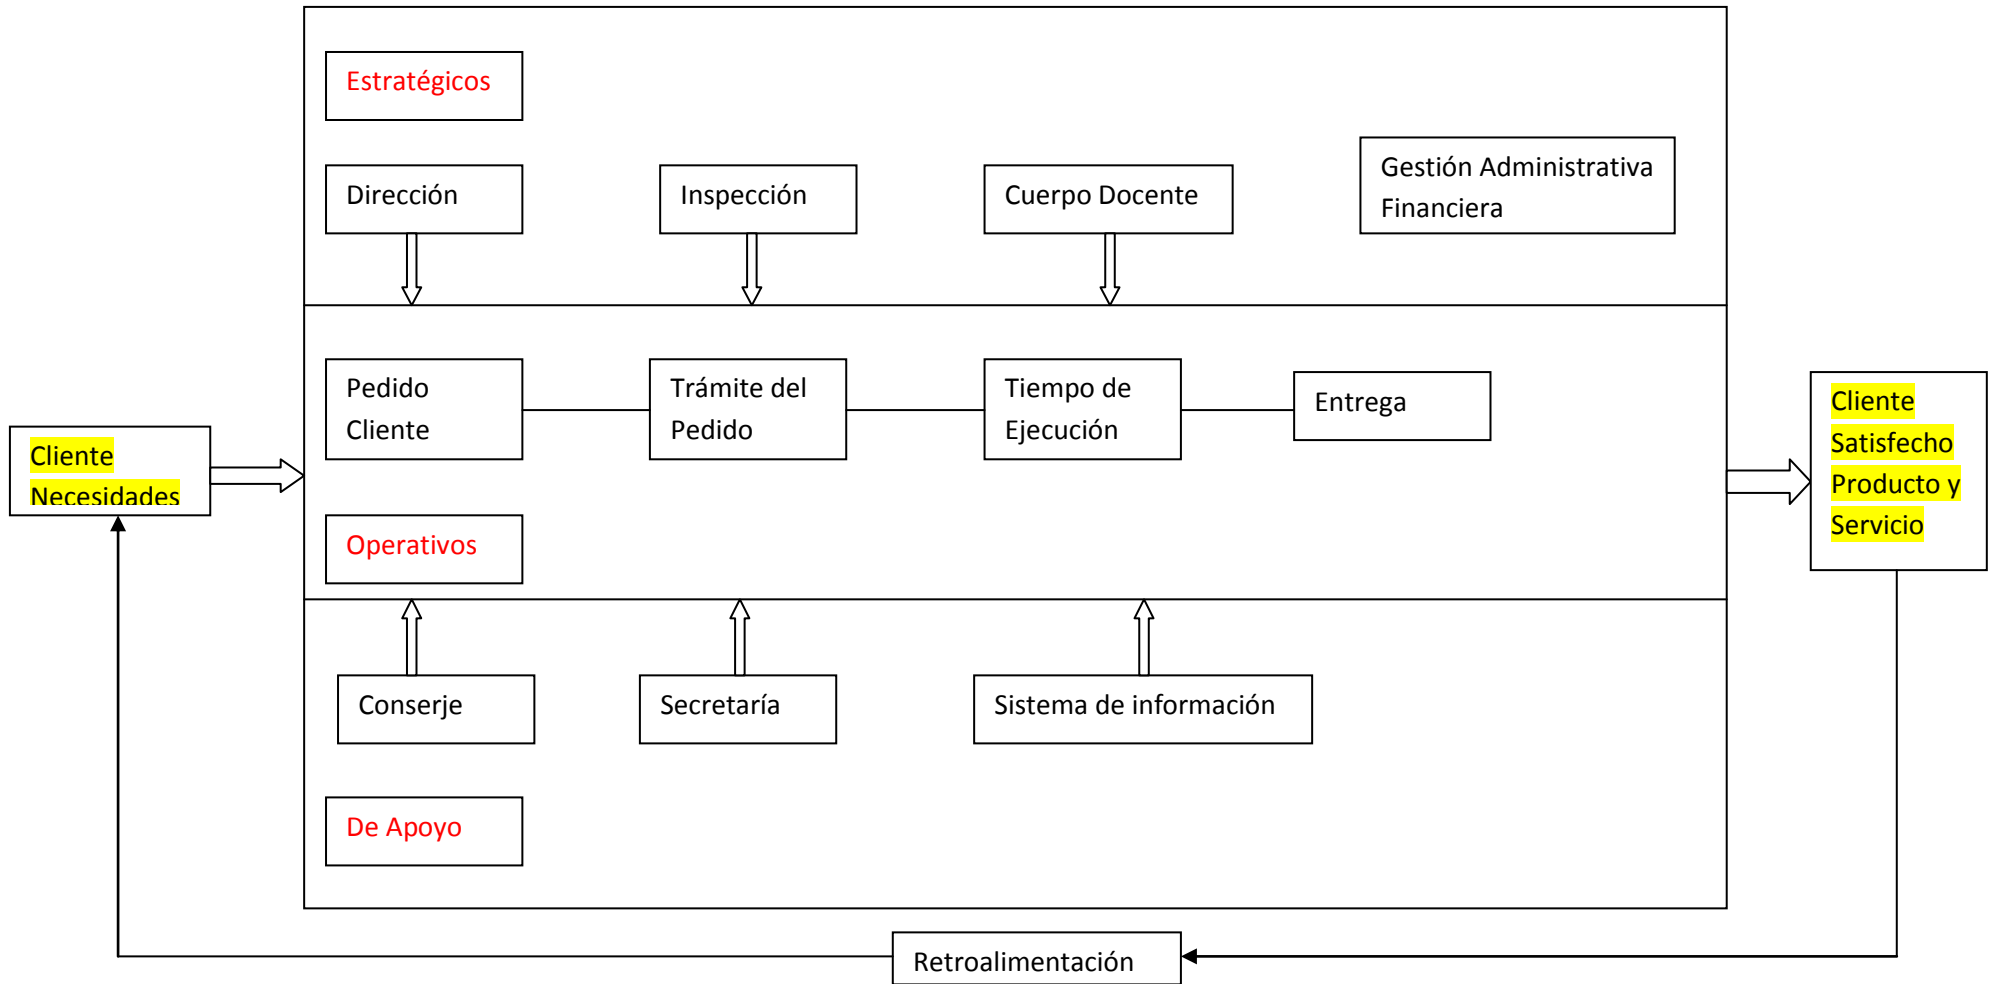 Estratégicos
Dirección
Inspección
Cuerpo Docente
Gestión Administrativa
Financiera
Pedido
Cliente
Trámite del
Pedido
Tiempo de
Ejecución
Entrega
Cliente
Necesidades
Cliente
Satisfecho
Producto y
Servicio
Operativos
Conserje
Secretaría
Sistema de información
De Apoyo
Retroalimentación